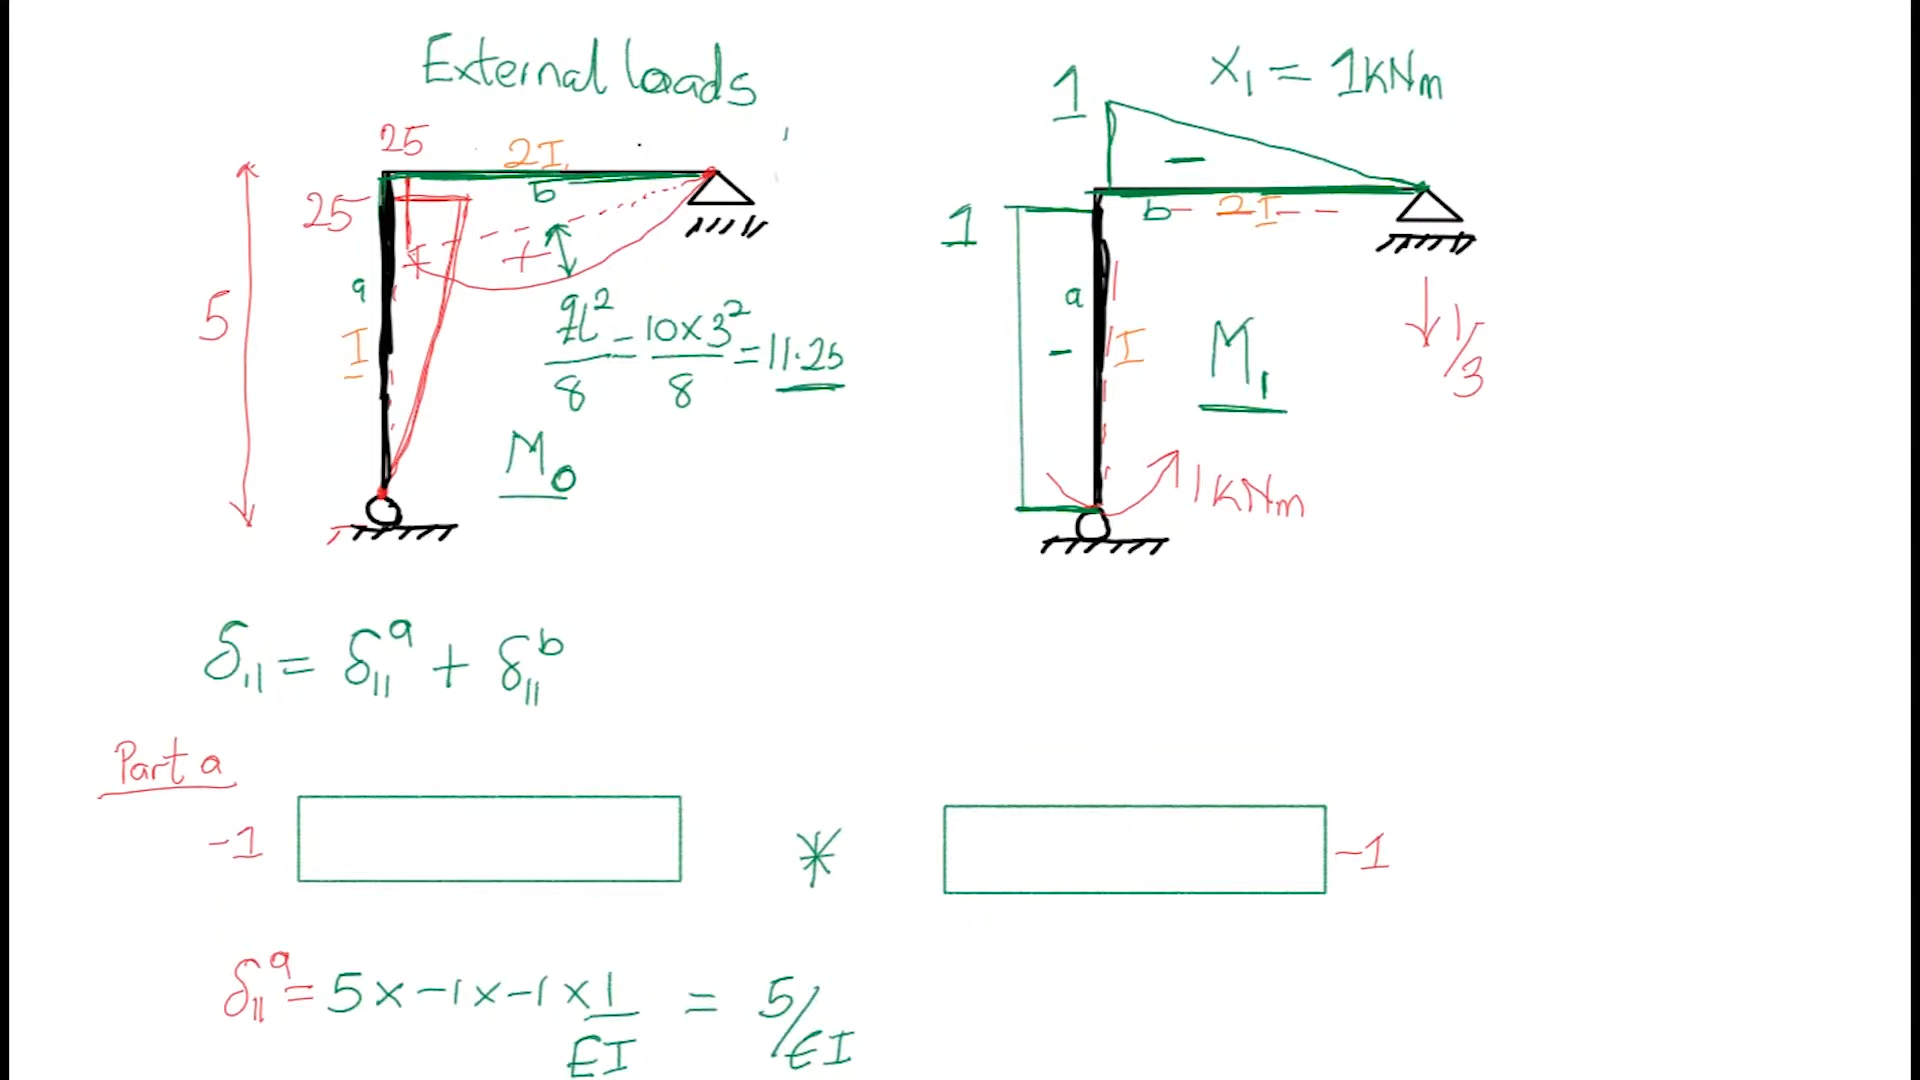 External loads
25
2I
b
25
+
+
5
a
I
ql²/8 = 10×3²/8 = 11.25
M₀
X₁ = 1kNm
1
-
b 2I
1
a
-
I
M₁
1/3
1kNm
δ₁₁ = δ₁₁ᵃ + δ₁₁ᵇ
Part a
-1 * -1
δ₁₁ᵃ = 5 × -1 × -1 × 1/EI = 5/EI